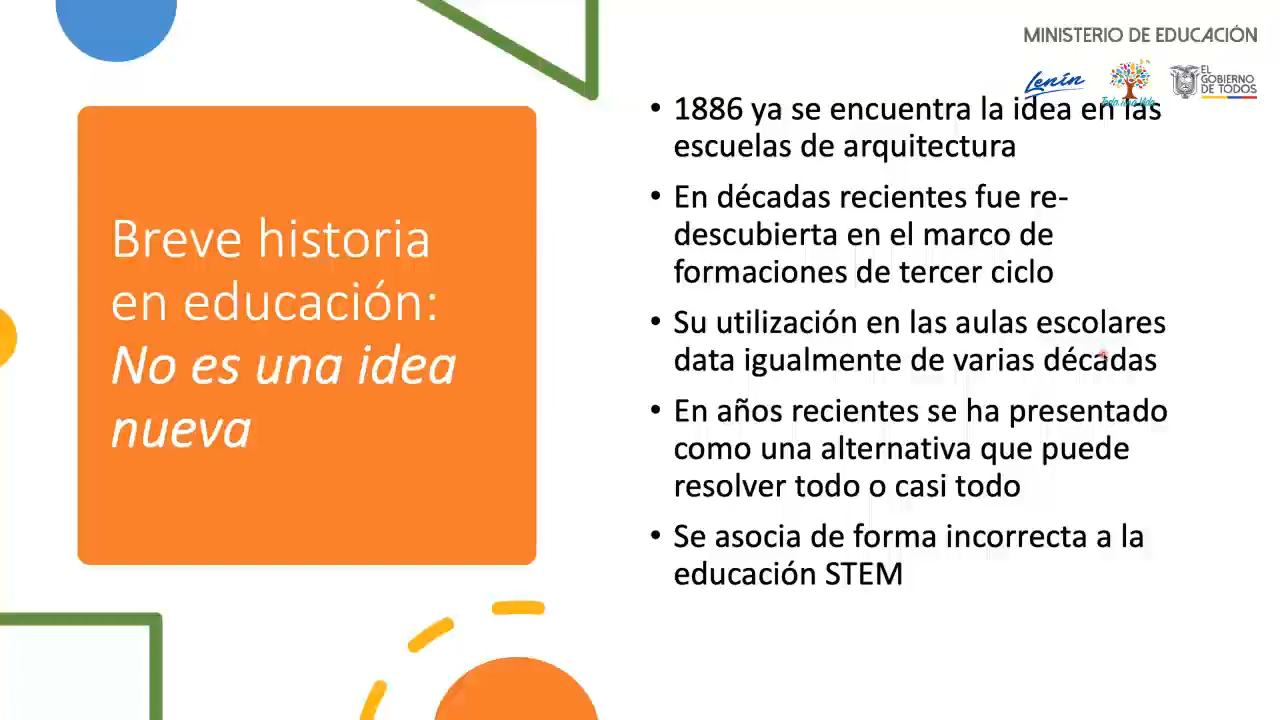 MINISTERIO DE EDUCACIÓN
Lenín
Toda una Vida
EL
GOBIERNO
DE TODOS
Breve historia
en educación:
No es una idea
nueva
• 1886 ya se encuentra la idea en las
escuelas de arquitectura
• En décadas recientes fue re-
descubierta en el marco de
formaciones de tercer ciclo
• Su utilización en las aulas escolares
data igualmente de varias décadas
• En años recientes se ha presentado
como una alternativa que puede
resolver todo o casi todo
• Se asocia de forma incorrecta a la
educación STEM